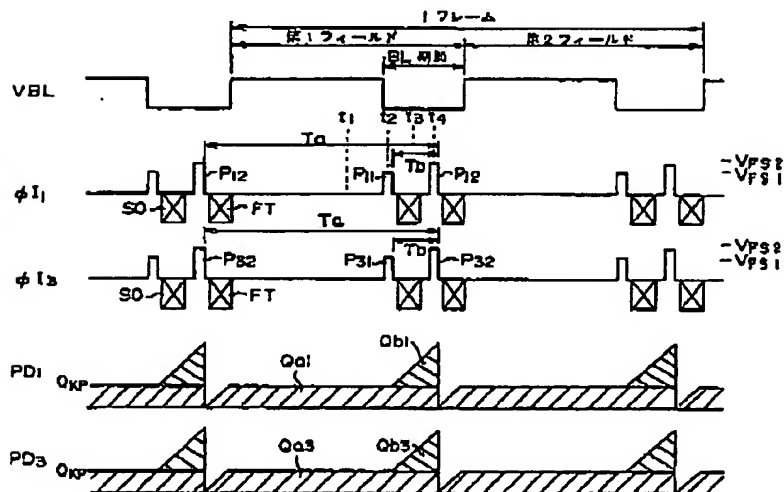 1フレーム
第1フィールド 第2フィールド
BL期間
VBL
t1 t2 t3 t4
Ta
Tb
P12 P11 P12
VFS2
VFS1
φI1
SO FT
Ta
Tb
P32 P31 P32
VFS2
VFS1
φI3
SO FT
Qb1
Qa1
PD1 QKP
Qb3
Qa3
PD3 QKP